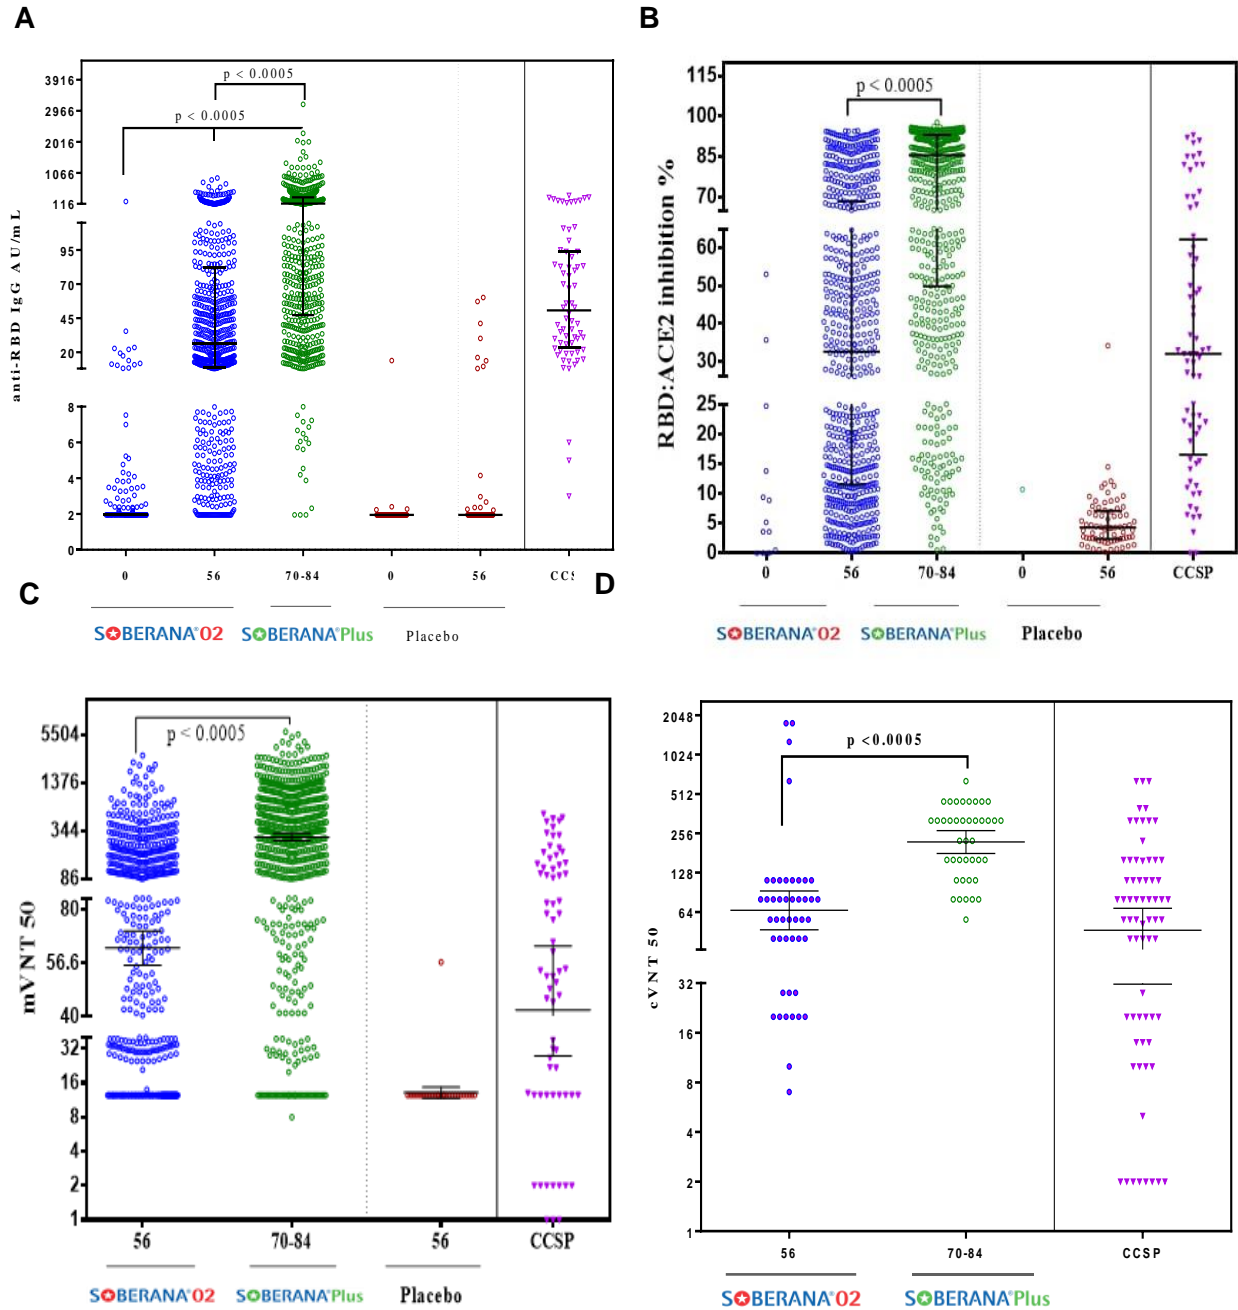 A
anti-RBD IgG AU/mL
3916
2966
2016
1066
116
95
70
45
20
8
6
4
2
0
p < 0.0005
p < 0.0005
0
56
70-84
0
56
SOBERANA®02
SOBERANA®Plus
Placebo
B
RBD:ACE2 inhibition %
115
100
85
70
60
50
40
30
25
20
15
10
5
0
p < 0.0005
0
56
70-84
0
56
CCSP
SOBERANA®02
SOBERANA®Plus
Placebo
C
mVNT 50
5504
1376
344
86
80
56.6
40
32
16
8
4
2
1
p < 0.0005
56
70-84
56
CCSP
SOBERANA®02
SOBERANA®Plus
Placebo
D
cVNT 50
2048
1024
512
256
128
64
32
16
8
4
2
1
p <0.0005
56
70-84
CCSP
SOBERANA®02
SOBERANA®Plus